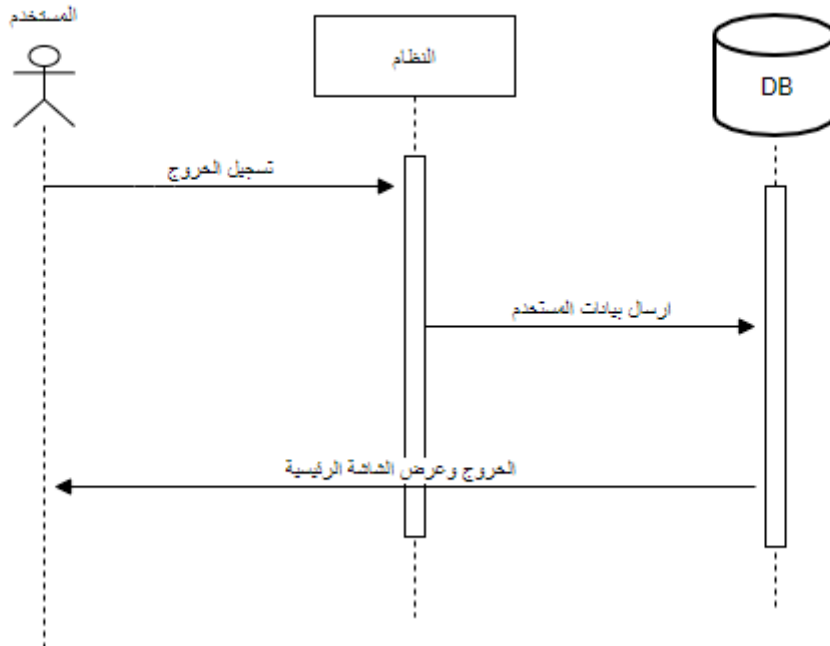 المستخدم
النظام
DB
تسجيل الخروج
ارسال بيانات المستخدم
الخروج وعرض الشاشة الرئيسية